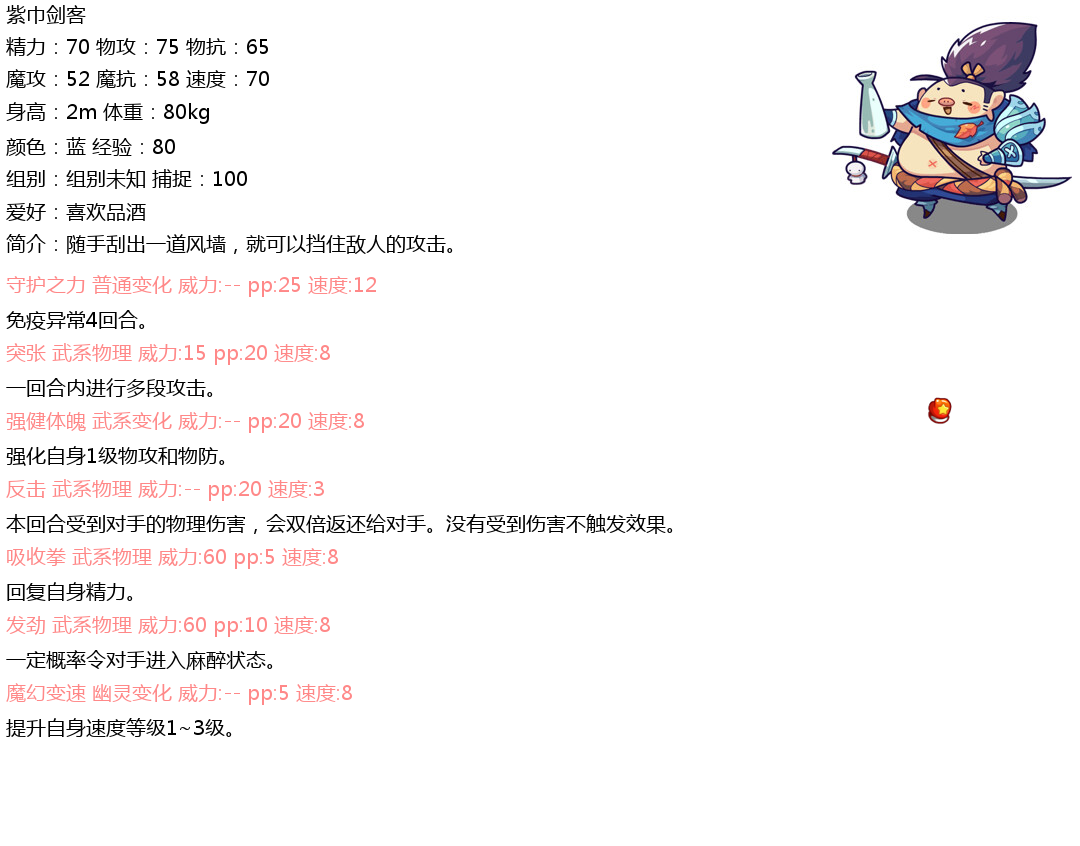 紫巾剑客
精力：70 物攻：75 物抗：65
魔攻：52 魔抗：58 速度：70
身高：2m 体重：80kg
颜色：蓝 经验：80
组别：组别未知 捕捉：100
爱好：喜欢品酒
简介：随手刮出一道风墙，就可以挡住敌人的攻击。
守护之力 普通变化 威力:-- pp:25 速度:12
免疫异常4回合。
突张 武系物理 威力:15 pp:20 速度:8
一回合内进行多段攻击。
强健体魄 武系变化 威力:-- pp:20 速度:8
强化自身1级物攻和物防。
反击 武系物理 威力:-- pp:20 速度:3
本回合受到对手的物理伤害，会双倍返还给对手。没有受到伤害不触发效果。
吸收拳 武系物理 威力:60 pp:5 速度:8
回复自身精力。
发劲 武系物理 威力:60 pp:10 速度:8
一定概率令对手进入麻醉状态。
魔幻变速 幽灵变化 威力:-- pp:5 速度:8
提升自身速度等级1~3级。